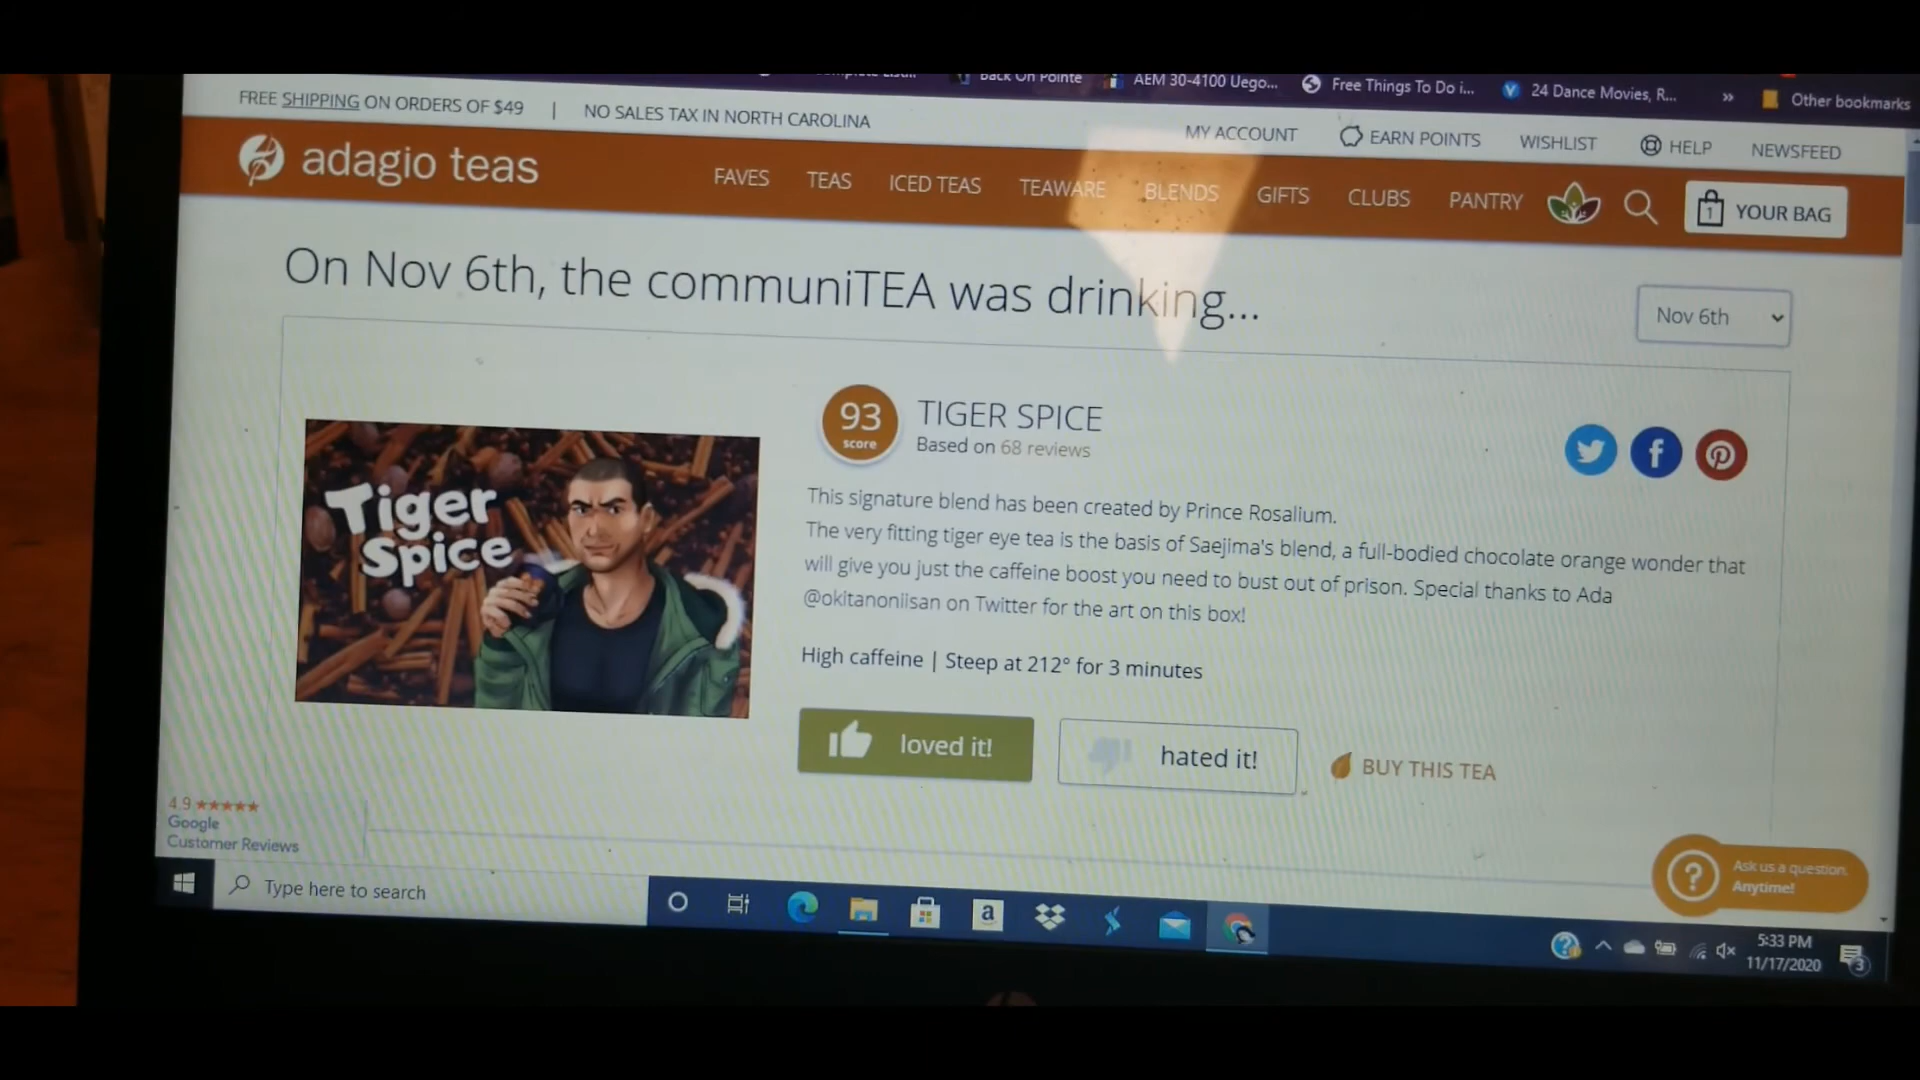 Back On Pointe
AEM 30-4100 Uego...
Free Things To Do i...
24 Dance Movies, R...
»
Other bookmarks
FREE SHIPPING ON ORDERS OF $49 | NO SALES TAX IN NORTH CAROLINA
MY ACCOUNT
EARN POINTS
WISHLIST
HELP
NEWSFEED
adagio teas
FAVES
TEAS
ICED TEAS
TEAWARE
BLENDS
GIFTS
CLUBS
PANTRY
1
YOUR BAG
On Nov 6th, the communiTEA was drinking...
Nov 6th
93
score
TIGER SPICE
Based on 68 reviews
Tiger
Spice
This signature blend has been created by Prince Rosalium.
The very fitting tiger eye tea is the basis of Saejima's blend, a full-bodied chocolate orange wonder that
will give you just the caffeine boost you need to bust out of prison. Special thanks to Ada
@okitanoniisan on Twitter for the art on this box!
High caffeine | Steep at 212° for 3 minutes
loved it!
hated it!
BUY THIS TEA
4.9 ★★★★★
Google
Customer Reviews
Ask us a question.
Anytime!
Type here to search
5:33 PM
11/17/2020
3